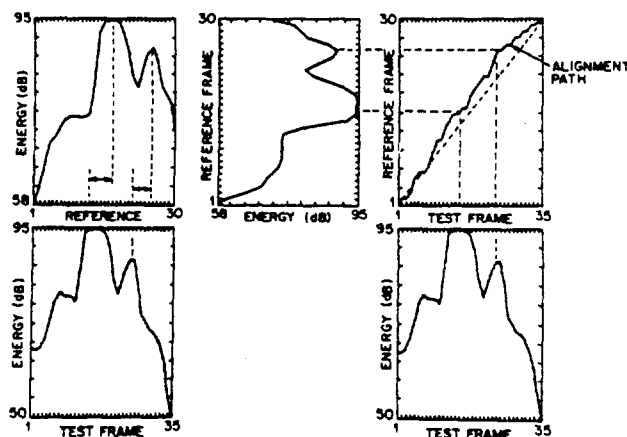 95
ENERGY (dB)
58
1
REFERENCE
30
30
REFERENCE FRAME
1
58
ENERGY (dB)
95
30
REFERENCE FRAME
1
1
TEST FRAME
35
ALIGNMENT
PATH
95
ENERGY (dB)
50
1
TEST FRAME
35
95
ENERGY (dB)
50
1
TEST FRAME
35